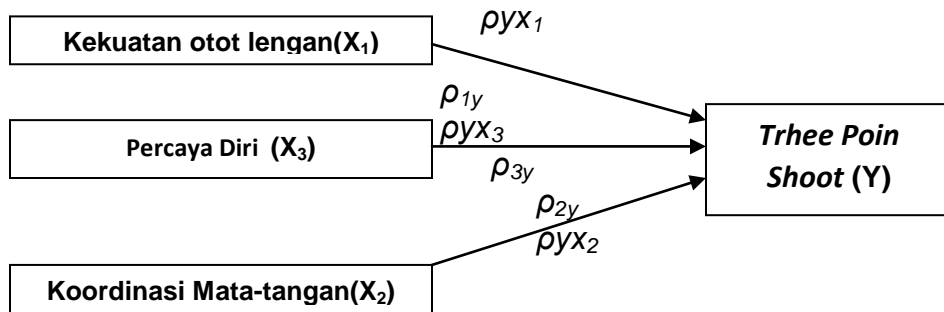 ρyx₁
Kekuatan otot lengan(X₁)
ρ₁y
Percaya Diri (X₃)
ρyx₃
ρ₃y
Trhee Poin
Shoot (Y)
ρ₂y
ρyx₂
Koordinasi Mata-tangan(X₂)